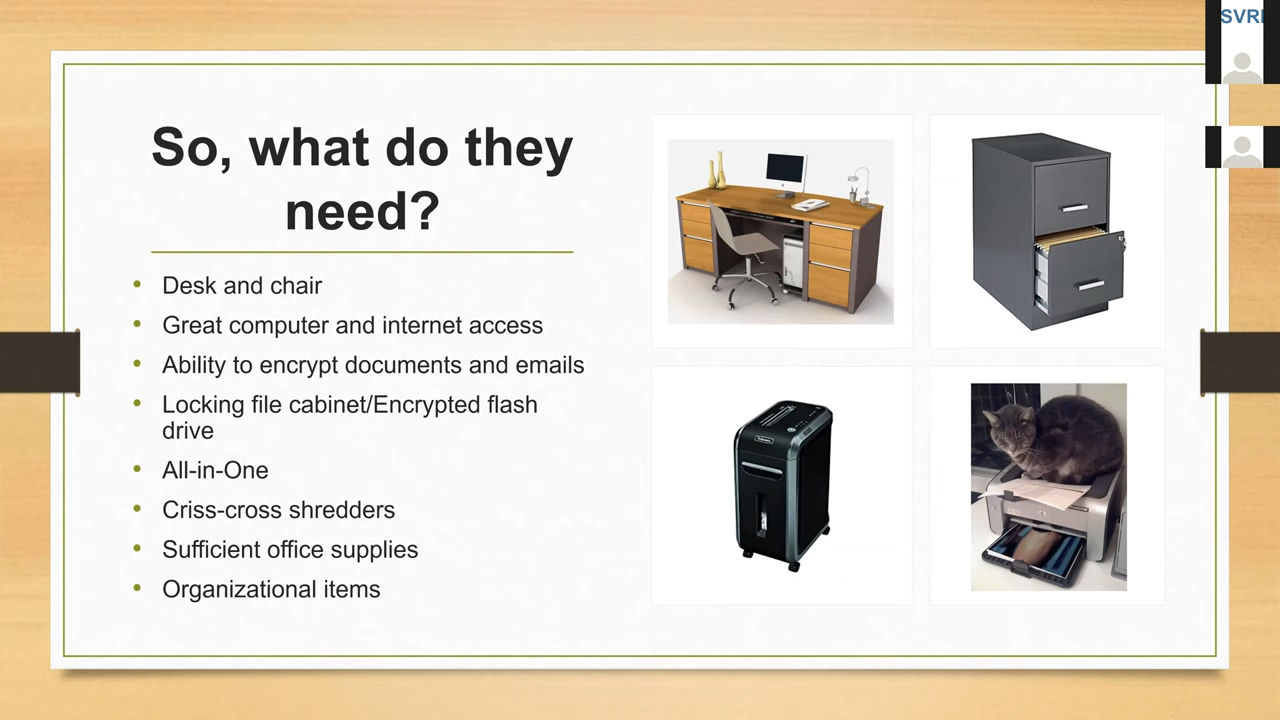 SVRI
So, what do they
need?
Desk and chair
Great computer and internet access
Ability to encrypt documents and emails
Locking file cabinet/Encrypted flash
drive
All-in-One
Criss-cross shredders
Sufficient office supplies
Organizational items